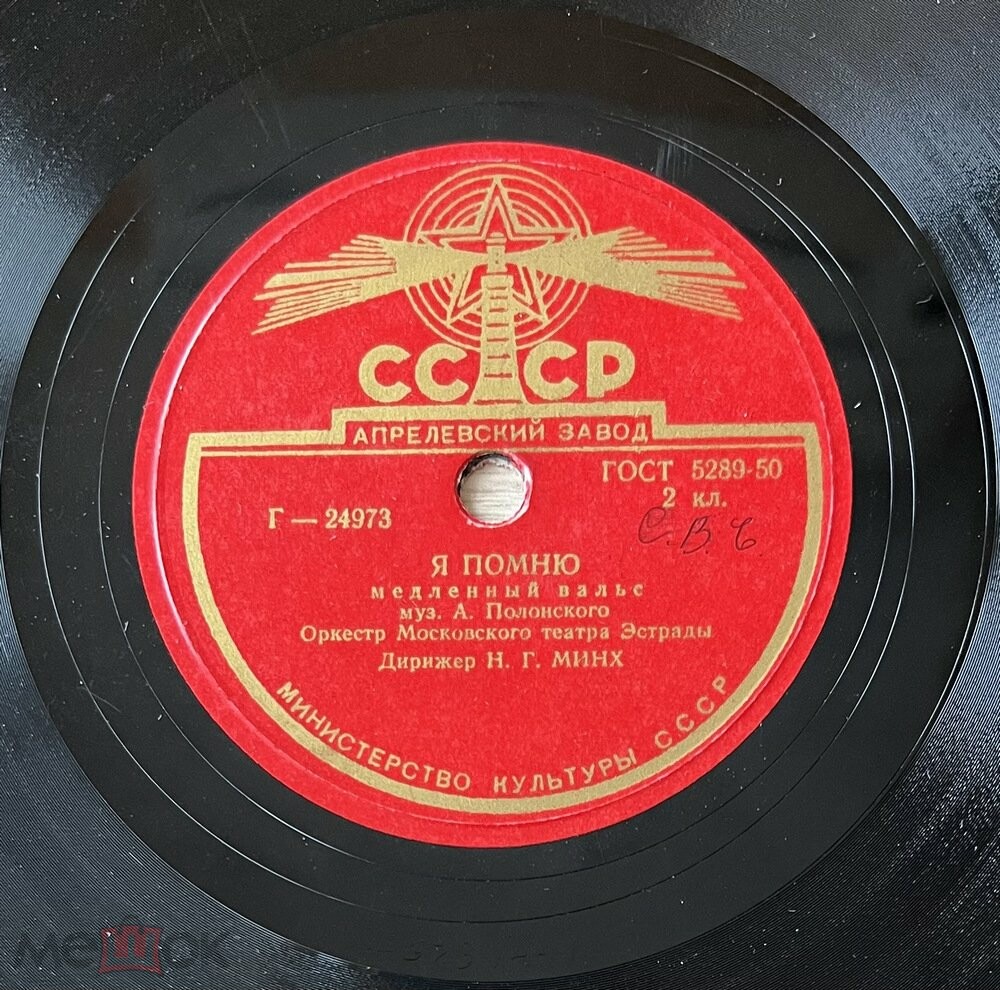 СССР
АПРЕЛЕВСКИЙ ЗАВОД
ГОСТ 5289-50
2 кл.
Г — 24973
С. В. Б.
Я ПОМНЮ
медленный вальс
муз. А. Полонского
Оркестр Московского театра Эстрады
Дирижер Н. Г. МИНХ
МИНИСТЕРСТВО КУЛЬТУРЫ СССР
мешок